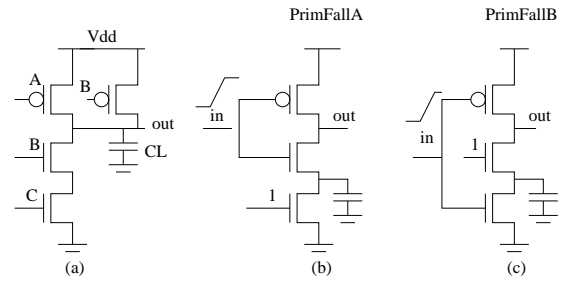 PrimFallA
PrimFallB
Vdd
A
B
out
B
CL
C
(a)
in
out
1
(b)
in
out
1
(c)